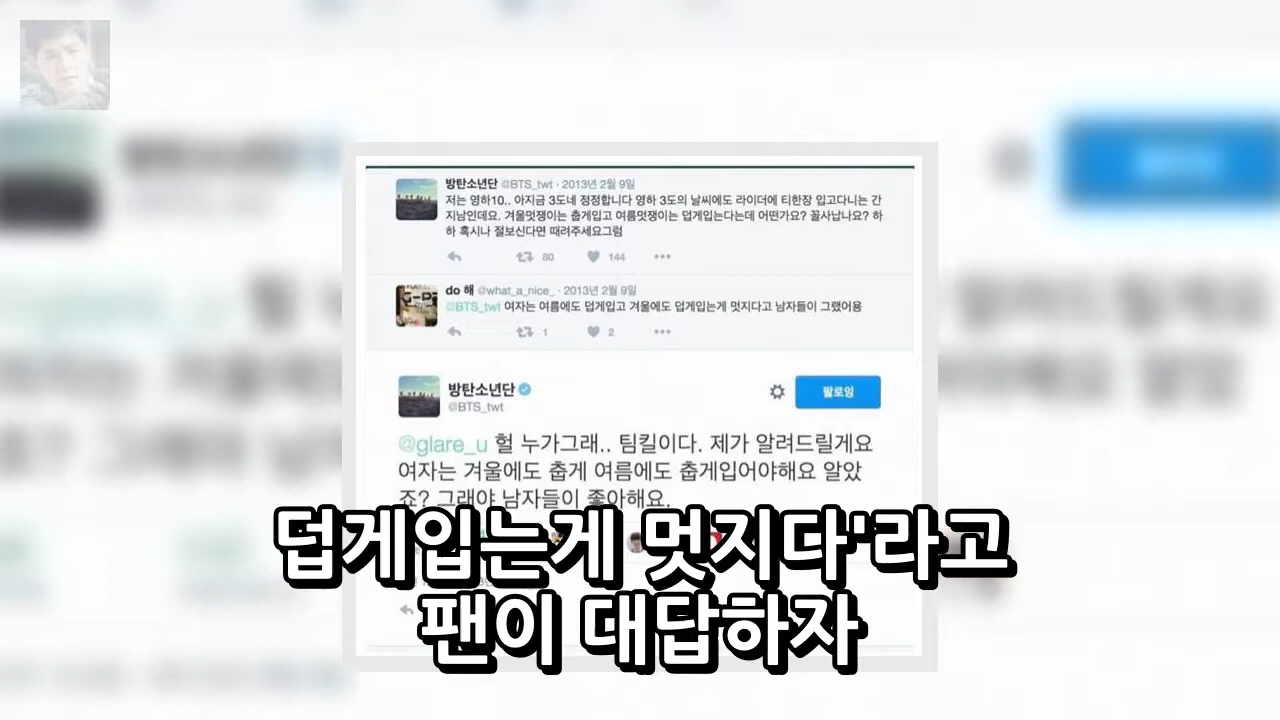 방탄소년단 @BTS_twt · 2013년 2월 9일
저는 영하10.. 아지금 3도네 정정합니다 영하 3도의 날씨에도 라이더에 티한장 입고다니는 간
지남인데요. 겨울멋쟁이는 춥게입고 여름멋쟁이는 덥게입는다는데 어떤가요? 꼴사납나요? 하
하 혹시나 절보신다면 때려주세요그럼
80 144
do 해 @what_a_nice_ · 2013년 2월 9일
@BTS_twt 여자는 여름에도 덥게입고 겨울에도 덥게입는게 멋지다고 남자들이 그랬어용
1 2
방탄소년단
팔로잉
@BTS_twt
@glare_u 헐 누가그래.. 팀킬이다. 제가 알려드릴게요
여자는 겨울에도 춥게 여름에도 춥게입어야해요 알았
죠? 그래야 남자들이 좋아해요.
덥게입는게 멋지다'라고
팬이 대답하자